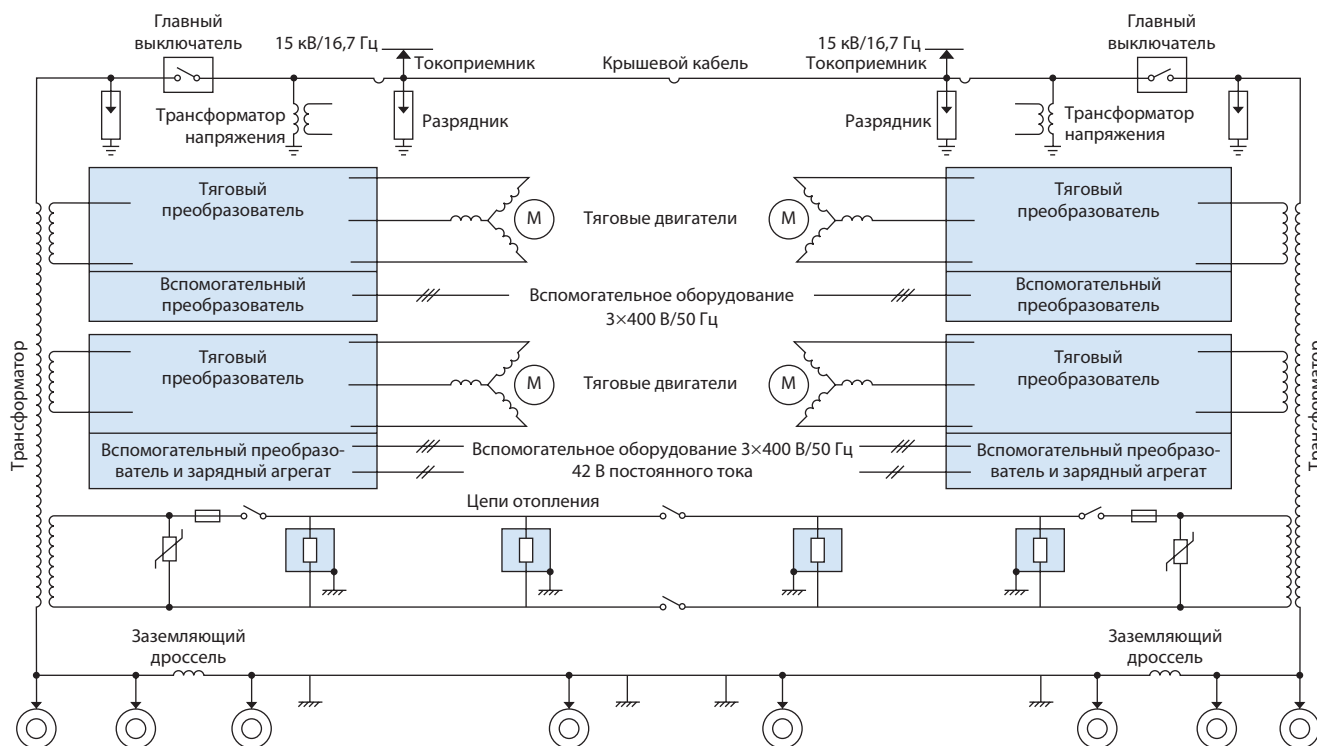 Главный
выключатель
15 кВ/16,7 Гц
Токоприемник
Крышевой кабель
15 кВ/16,7 Гц
Токоприемник
Главный
выключатель
Трансформатор
напряжения
Разрядник
Разрядник
Трансформатор
напряжения
Тяговый
преобразователь
М
Тяговые двигатели
М
Тяговый
преобразователь
Вспомогательный
преобразователь
Вспомогательное оборудование
3×400 В/50 Гц
Вспомогательный
преобразователь
Трансформатор
Тяговый
преобразователь
М
Тяговые двигатели
М
Тяговый
преобразователь
Трансформатор
Вспомогательный преобразо-
ватель и зарядный агрегат
Вспомогательное оборудование 3×400 В/50 Гц
42 В постоянного тока
Вспомогательный преобразо-
ватель и зарядный агрегат
Цепи отопления
Заземляющий
дроссель
Заземляющий
дроссель